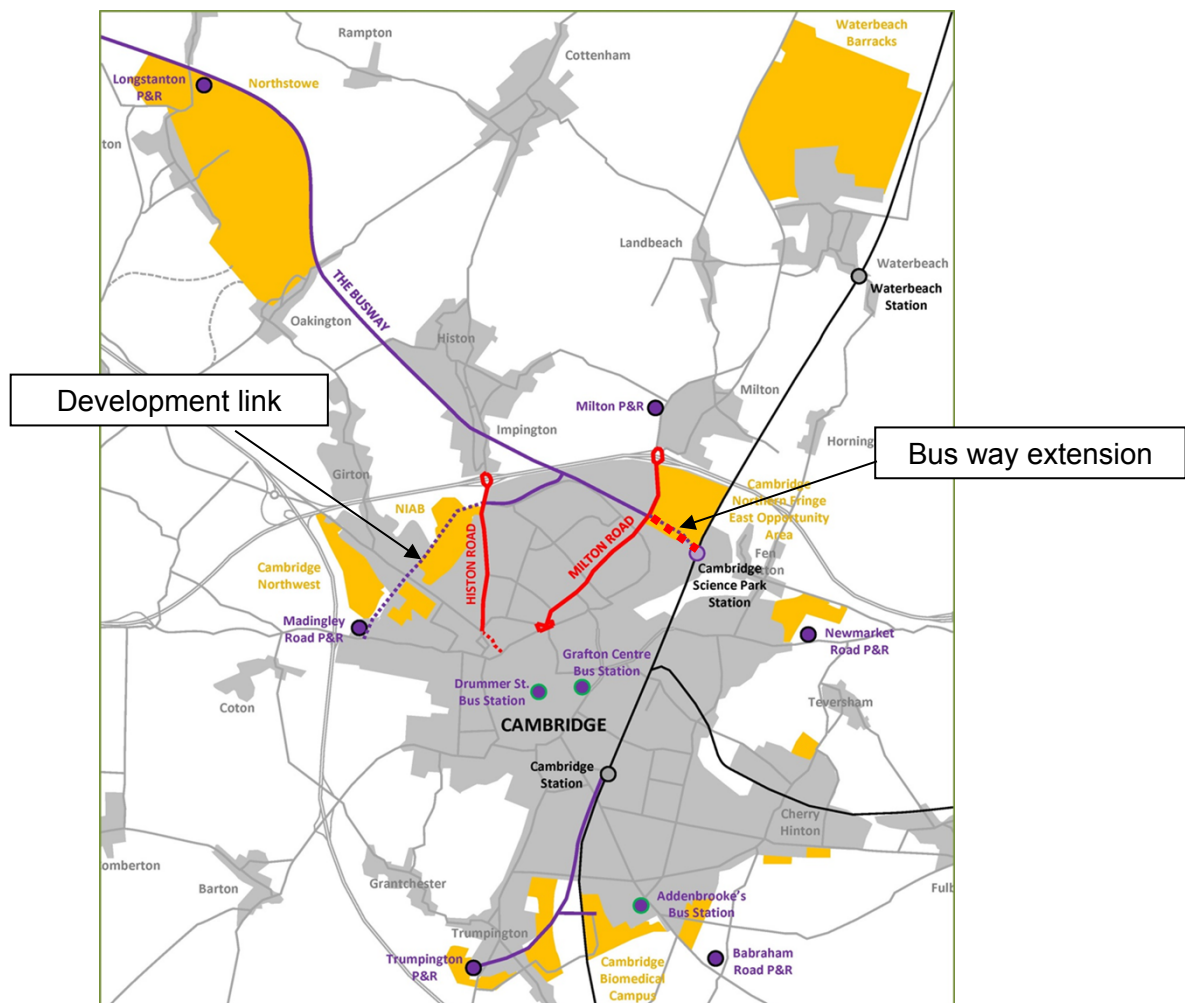 Rampton
Cottenham
Waterbeach
Barracks
Longstanton
P&R
Northstowe
ton
Landbeach
Waterbeach
Waterbeach
Station
THE BUSWAY
Oakington
Histon
Development link
Milton P&R
Milton
Impington
Horning
Bus way extension
Girton
NIAB
Cambridge
Northern Fringe
East Opportunity
Area
HISTON ROAD
MILTON ROAD
Fen
ton
Cambridge
Northwest
Cambridge
Science Park
Station
Madingley
Road P&R
Newmarket
Road P&R
Grafton Centre
Bus Station
Drummer St.
Bus Station
Coton
Teversham
CAMBRIDGE
Cambridge
Station
Cherry
Hinton
omberton
Barton
Grantchester
Fulb
Addenbrooke's
Bus Station
Trumpington
Trumpington
P&R
Cambridge
Biomedical
Campus
Babraham
Road P&R